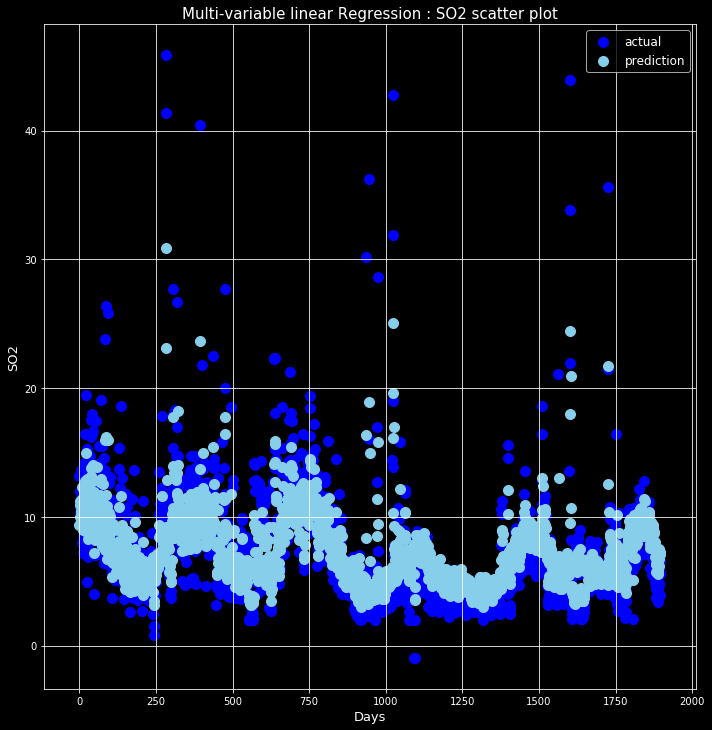 Multi-variable linear Regression : SO2 scatter plot
actual
prediction
40
30
20
10
0
SO2
0 250 500 750 1000 1250 1500 1750 2000
Days